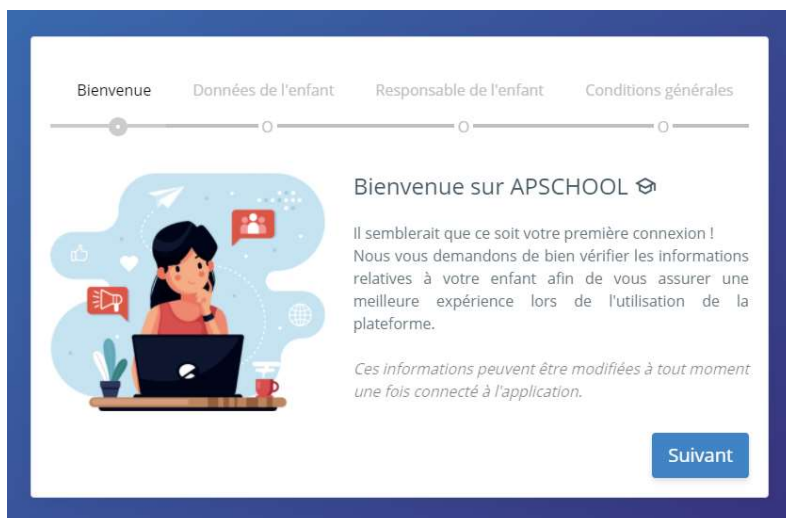 Bienvenue
Données de l'enfant
Responsable de l'enfant
Conditions générales
Bienvenue sur APSCHOOL
Il semblerait que ce soit votre première connexion !
Nous vous demandons de bien vérifier les informations
relatives à votre enfant afin de vous assurer une
meilleure expérience lors de l'utilisation de la
plateforme.
Ces informations peuvent être modifiées à tout moment
une fois connecté à l'application.
Suivant